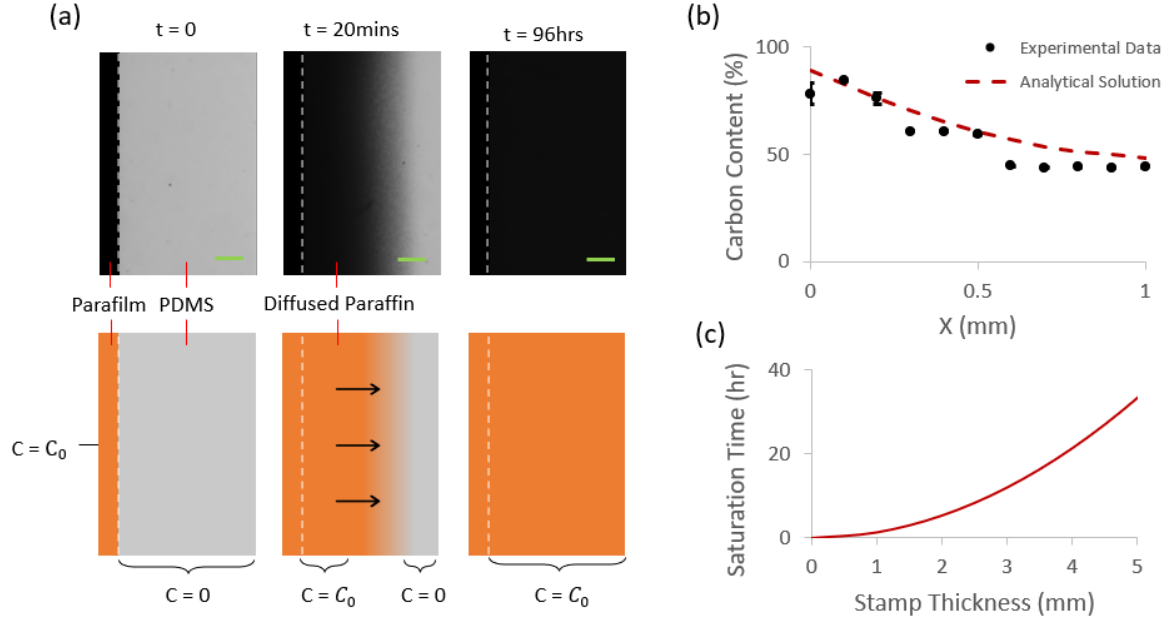 (a)
t = 0
t = 20mins
t = 96hrs
Parafilm
PDMS
Diffused Paraffin
C = C₀
C = 0
C = C₀
C = 0
C = C₀
(b)
100
50
0
Carbon Content (%)
Experimental Data
Analytical Solution
0
0.5
1
X (mm)
(c)
40
20
0
Saturation Time (hr)
0
1
2
3
4
5
Stamp Thickness (mm)